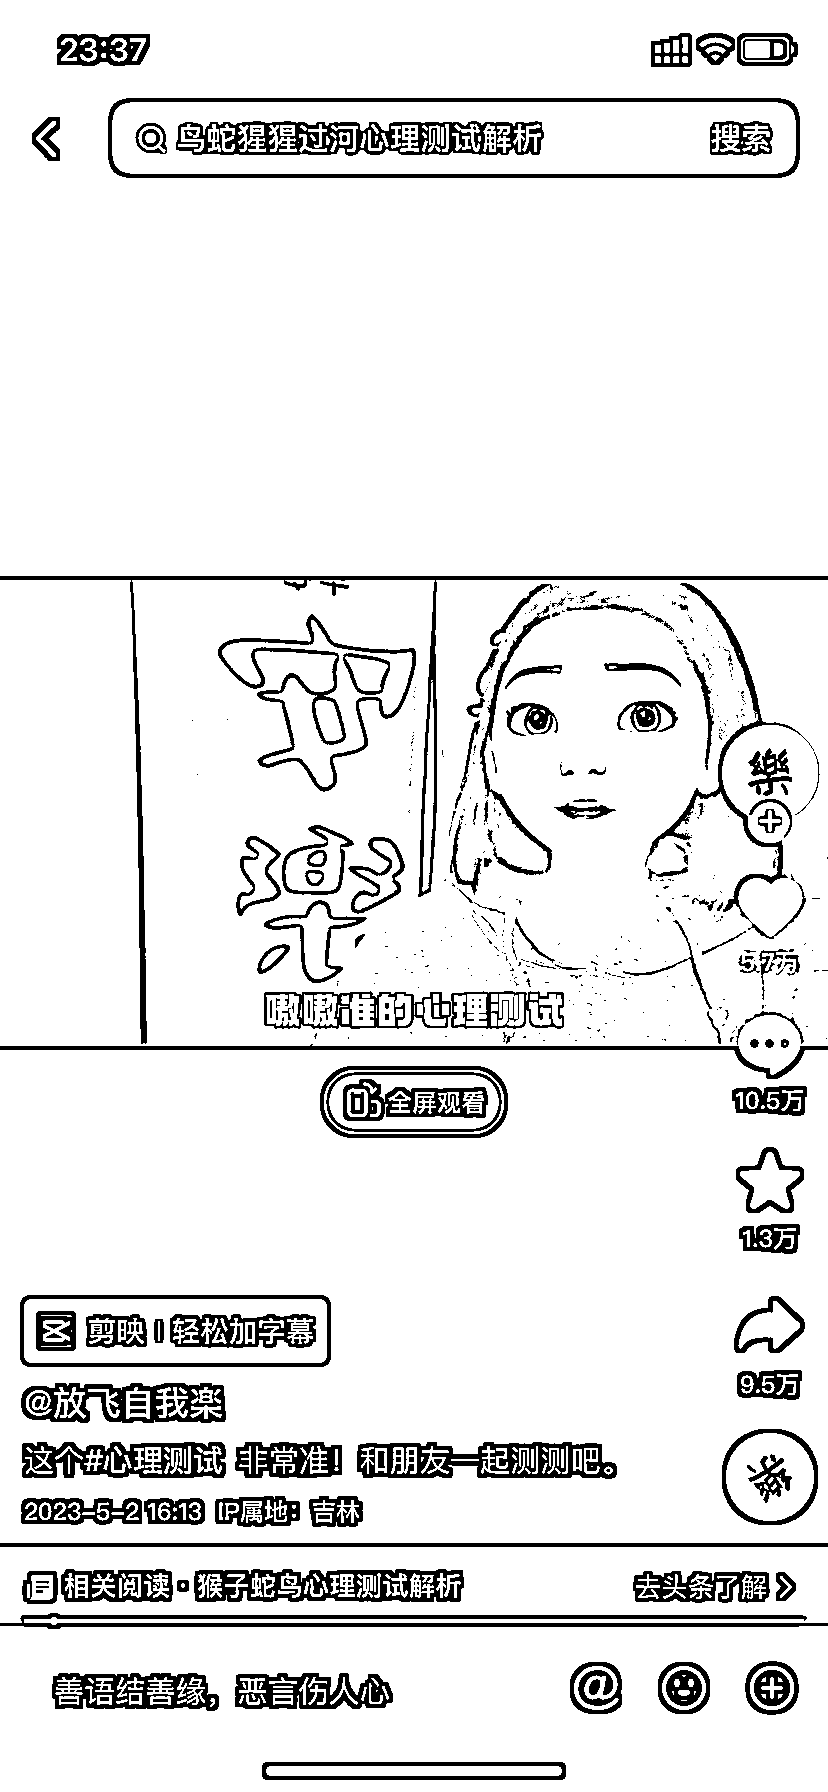 23:37
鸟蛇猩猩过河心理测试解析
搜索
安
樂
樂
5.7万
嗷嗷准的心理测试
全屏观看
10.5万
1.3万
剪映 | 轻松加字幕
9.5万
@放飞自我楽
这个#心理测试 非常准！和朋友一起测测吧。
2023-5-2 16:13 IP属地：吉林
相关阅读·猴子蛇鸟心理测试解析
去头条了解
善语结善缘，恶言伤人心